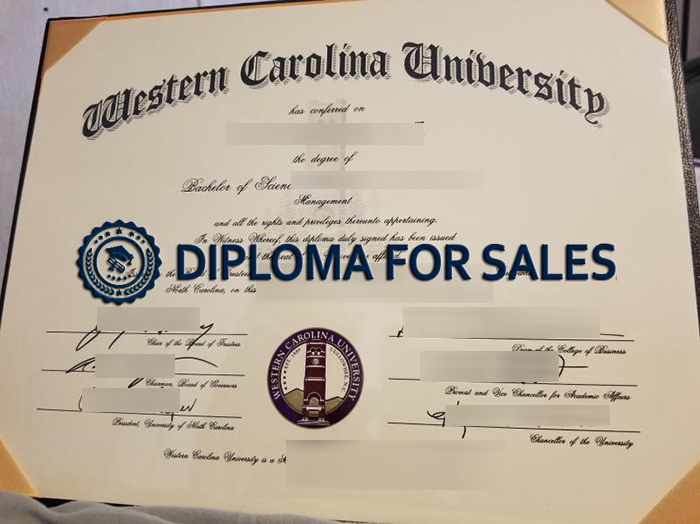 Western Carolina University
has conferred on
the degree of
Bachelor of Scienc
Management
and all the rights and privileges thereunto appertaining.
In Witness Whereof, this diploma duly signed has been issued
DIPLOMA FOR SALES
North Carolina, on this
Chair of the Board of Trustees
Dean of the College of Business
Chairman, Board of Governors
Provost and Vice Chancellor for Academic Affairs
President, University of North Carolina
Chancellor of the University
WESTERN CAROLINA UNIVERSITY
CULLOWHEE, N.C.
Western Carolina University is a